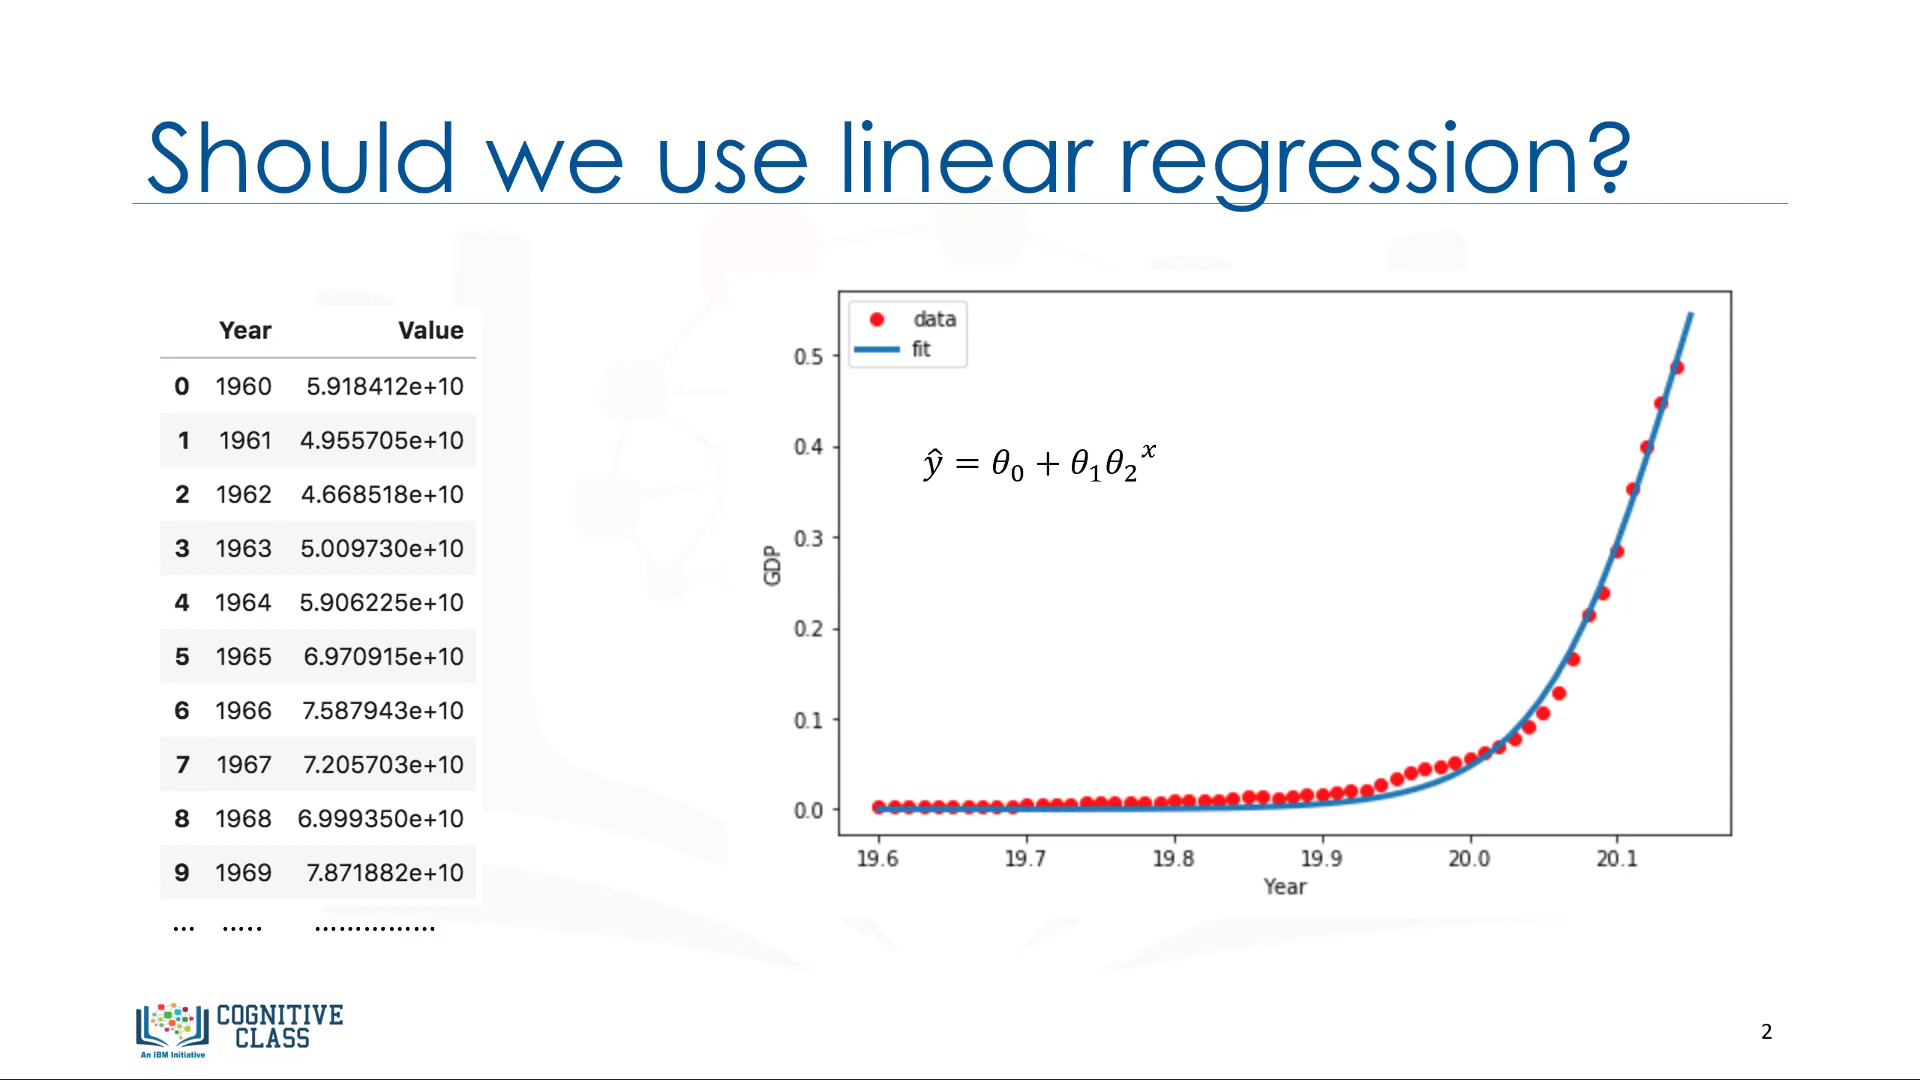 Should we use linear regression?
Year Value
0 1960 5.918412e+10
1 1961 4.955705e+10
2 1962 4.668518e+10
3 1963 5.009730e+10
4 1964 5.906225e+10
5 1965 6.970915e+10
6 1966 7.587943e+10
7 1967 7.205703e+10
8 1968 6.999350e+10
9 1969 7.871882e+10
... ..... ...............
data
fit
ŷ = θ₀ + θ₁θ₂ˣ
GDP
0.5
0.4
0.3
0.2
0.1
0.0
19.6 19.7 19.8 19.9 20.0 20.1
Year
COGNITIVE
CLASS
An IBM Initiative
2